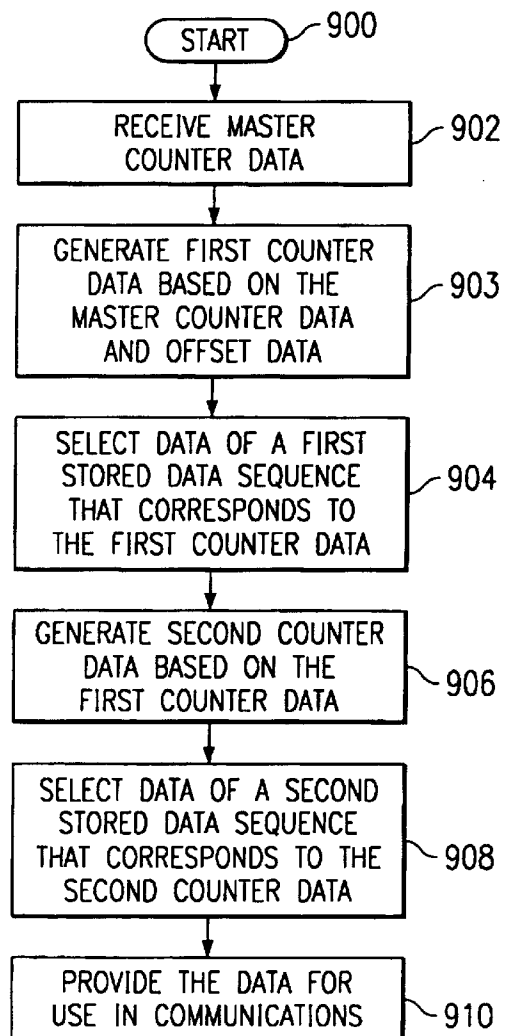 START
900
RECEIVE MASTER
COUNTER DATA
902
GENERATE FIRST COUNTER
DATA BASED ON THE
MASTER COUNTER DATA
AND OFFSET DATA
903
SELECT DATA OF A FIRST
STORED DATA SEQUENCE
THAT CORRESPONDS TO
THE FIRST COUNTER DATA
904
GENERATE SECOND COUNTER
DATA BASED ON THE
FIRST COUNTER DATA
906
SELECT DATA OF A SECOND
STORED DATA SEQUENCE
THAT CORRESPONDS TO THE
SECOND COUNTER DATA
908
PROVIDE THE DATA FOR
USE IN COMMUNICATIONS
910